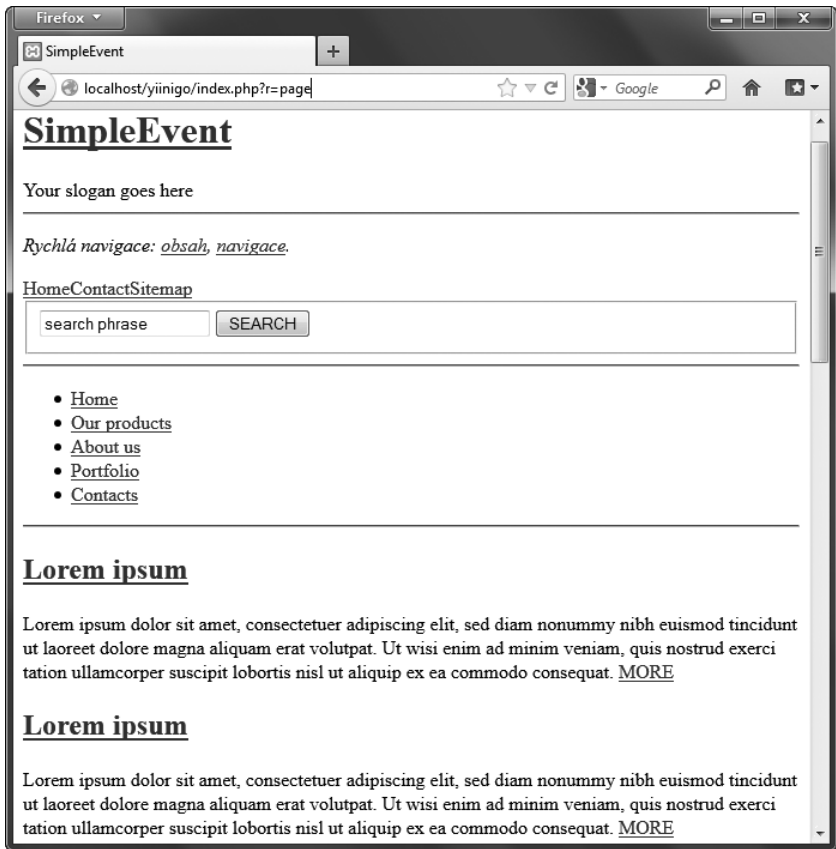 Firefox
SimpleEvent
localhost/yiinigo/index.php?r=page
Google
SimpleEvent
Your slogan goes here
Rychlá navigace: obsah, navigace.
HomeContactSitemap
search phrase SEARCH
Home
Our products
About us
Portfolio
Contacts
Lorem ipsum
Lorem ipsum dolor sit amet, consectetuer adipiscing elit, sed diam nonummy nibh euismod tincidunt
ut laoreet dolore magna aliquam erat volutpat. Ut wisi enim ad minim veniam, quis nostrud exerci
tation ullamcorper suscipit lobortis nisl ut aliquip ex ea commodo consequat. MORE
Lorem ipsum
Lorem ipsum dolor sit amet, consectetuer adipiscing elit, sed diam nonummy nibh euismod tincidunt
ut laoreet dolore magna aliquam erat volutpat. Ut wisi enim ad minim veniam, quis nostrud exerci
tation ullamcorper suscipit lobortis nisl ut aliquip ex ea commodo consequat. MORE